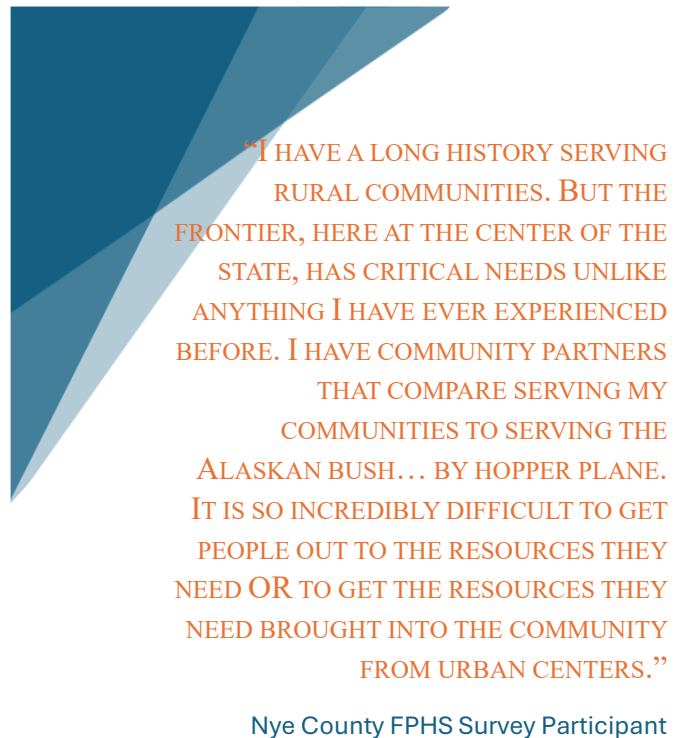 “I HAVE A LONG HISTORY SERVING
RURAL COMMUNITIES. BUT THE
FRONTIER, HERE AT THE CENTER OF THE
STATE, HAS CRITICAL NEEDS UNLIKE
ANYTHING I HAVE EVER EXPERIENCED
BEFORE. I HAVE COMMUNITY PARTNERS
THAT COMPARE SERVING MY
COMMUNITIES TO SERVING THE
ALASKAN BUSH… BY HOPPER PLANE.
IT IS SO INCREDIBLY DIFFICULT TO GET
PEOPLE OUT TO THE RESOURCES THEY
NEED OR TO GET THE RESOURCES THEY
NEED BROUGHT INTO THE COMMUNITY
FROM URBAN CENTERS.”
Nye County FPHS Survey Participant